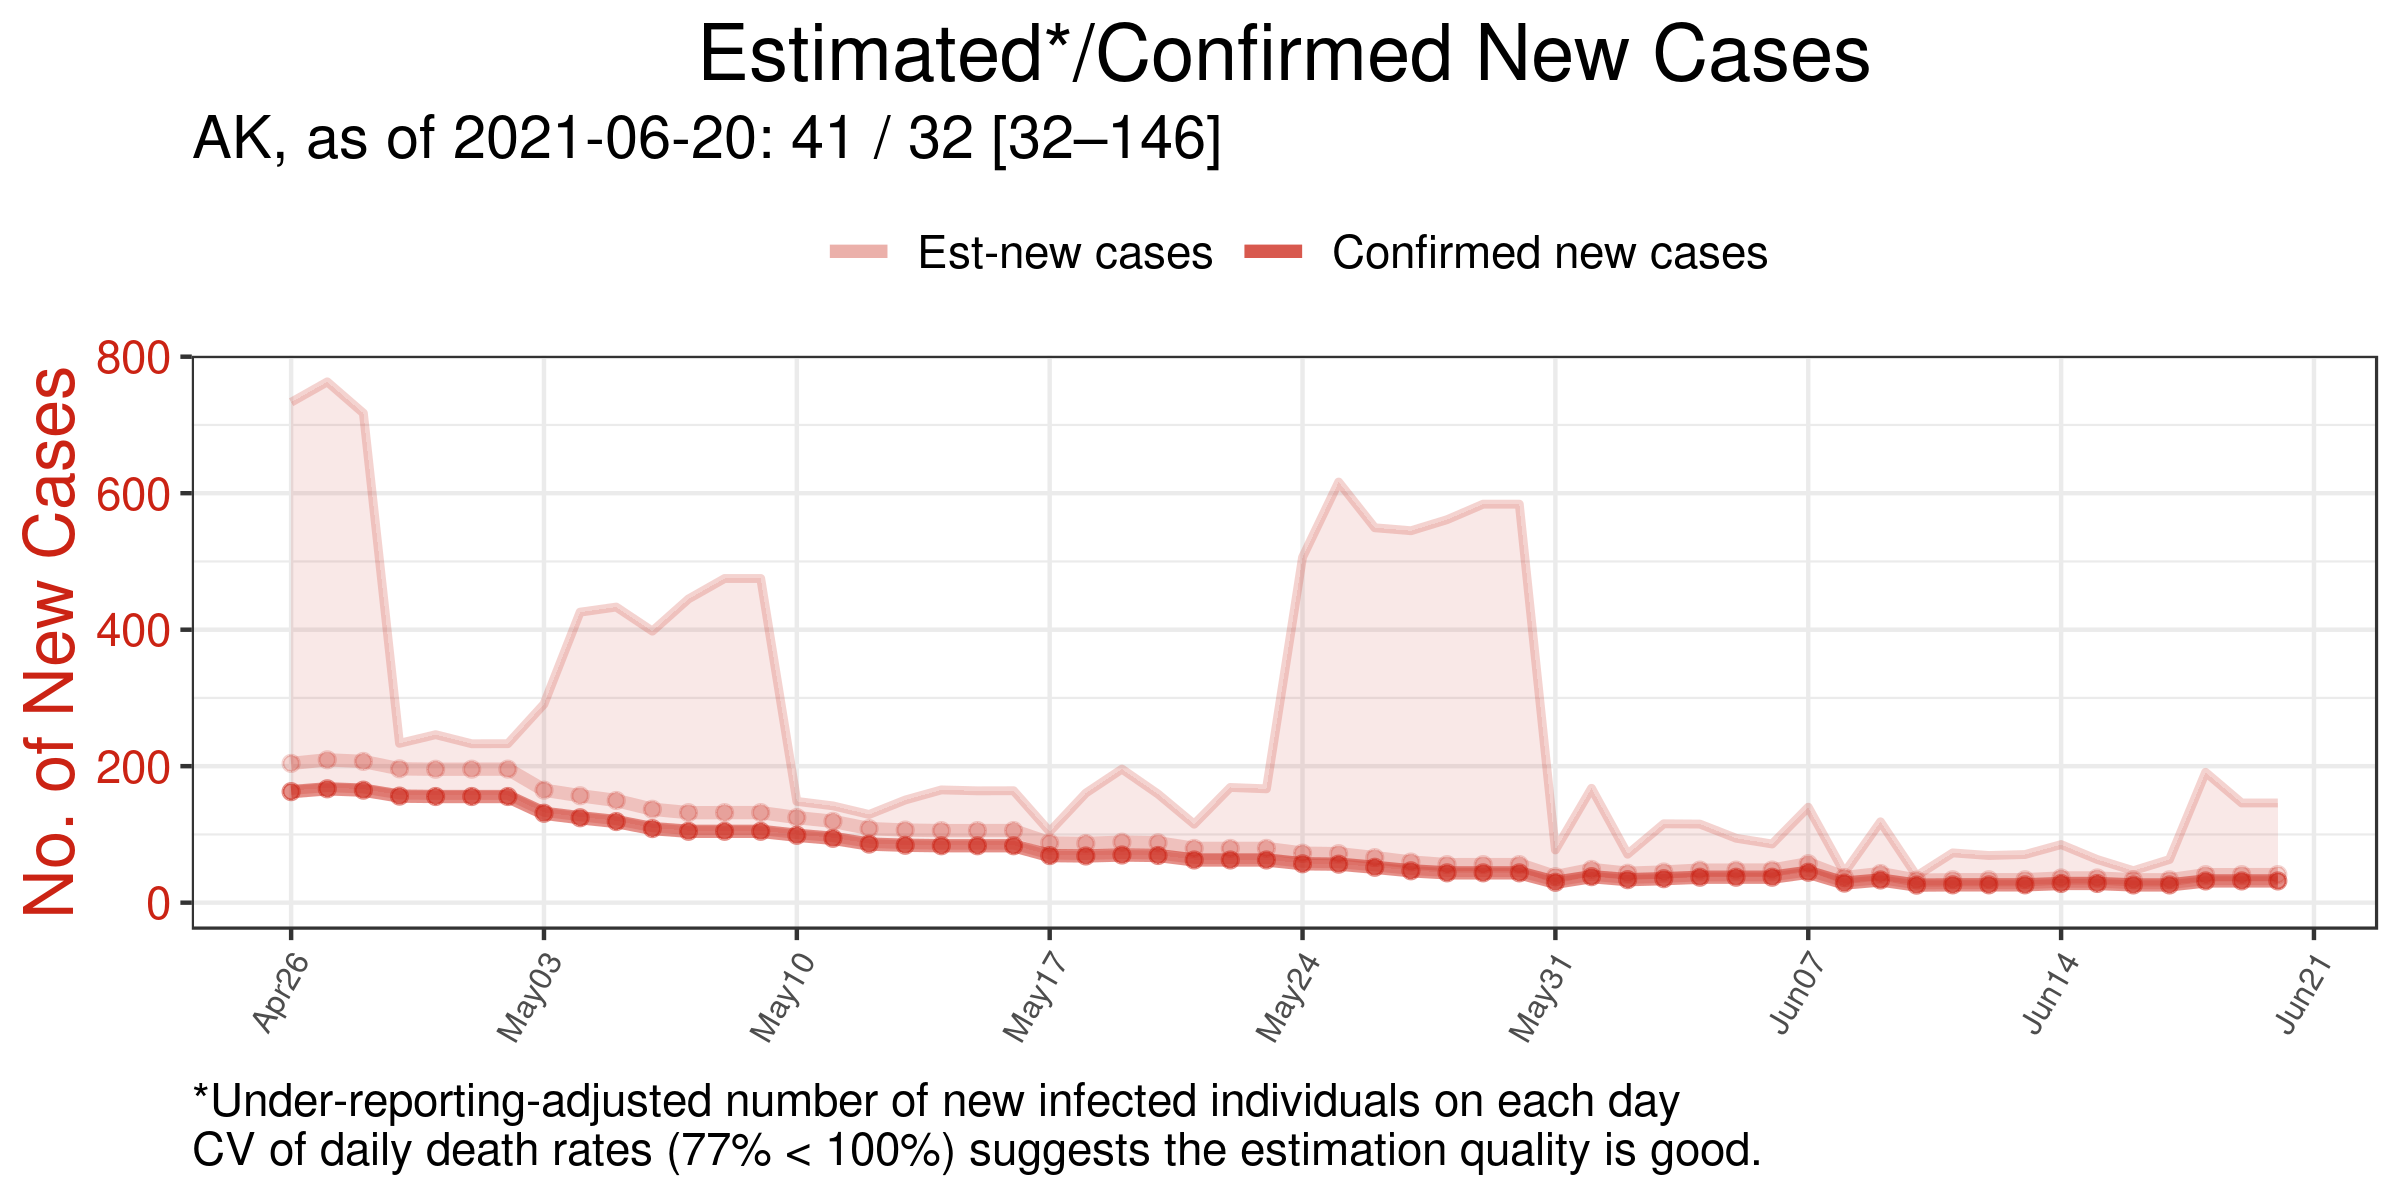 Estimated*/Confirmed New Cases
AK, as of 2021-06-20: 41 / 32 [32–146]
Est-new cases Confirmed new cases
No. of New Cases
800
600
400
200
0
Apr26 May03 May10 May17 May24 May31 Jun07 Jun14 Jun21
*Under-reporting-adjusted number of new infected individuals on each day
CV of daily death rates (77% < 100%) suggests the estimation quality is good.